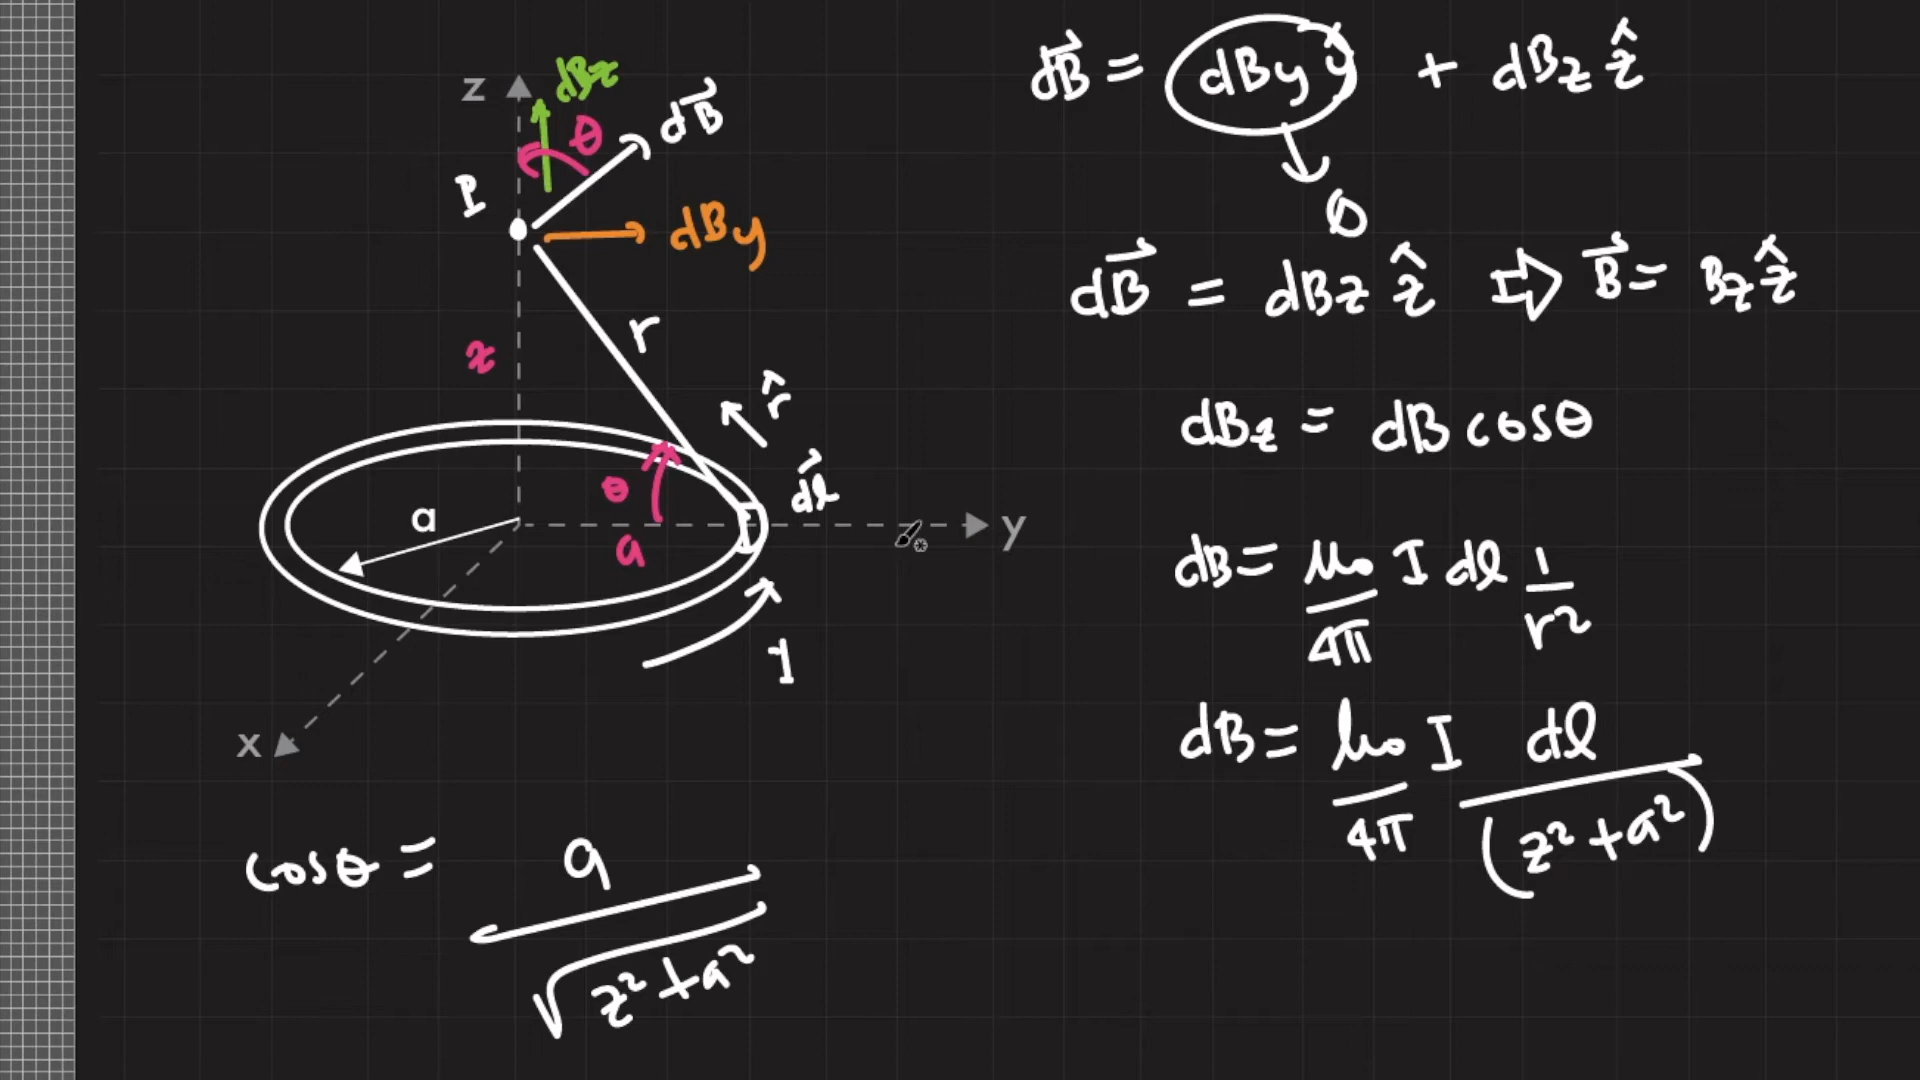 z
dBz
θ
dB⃗
P
dBy
z
r
r̂
θ
dl⃗
a
a
y
I
x
cosθ = a / √(z² + a²)
dB⃗ = dBy ŷ + dBz ẑ
0
dB⃗ = dBz ẑ ⇒ B⃗ = Bz ẑ
dBz = dB cosθ
dB = μ₀/4π I dl 1/r²
dB = μ₀/4π I dl/(z² + a²)